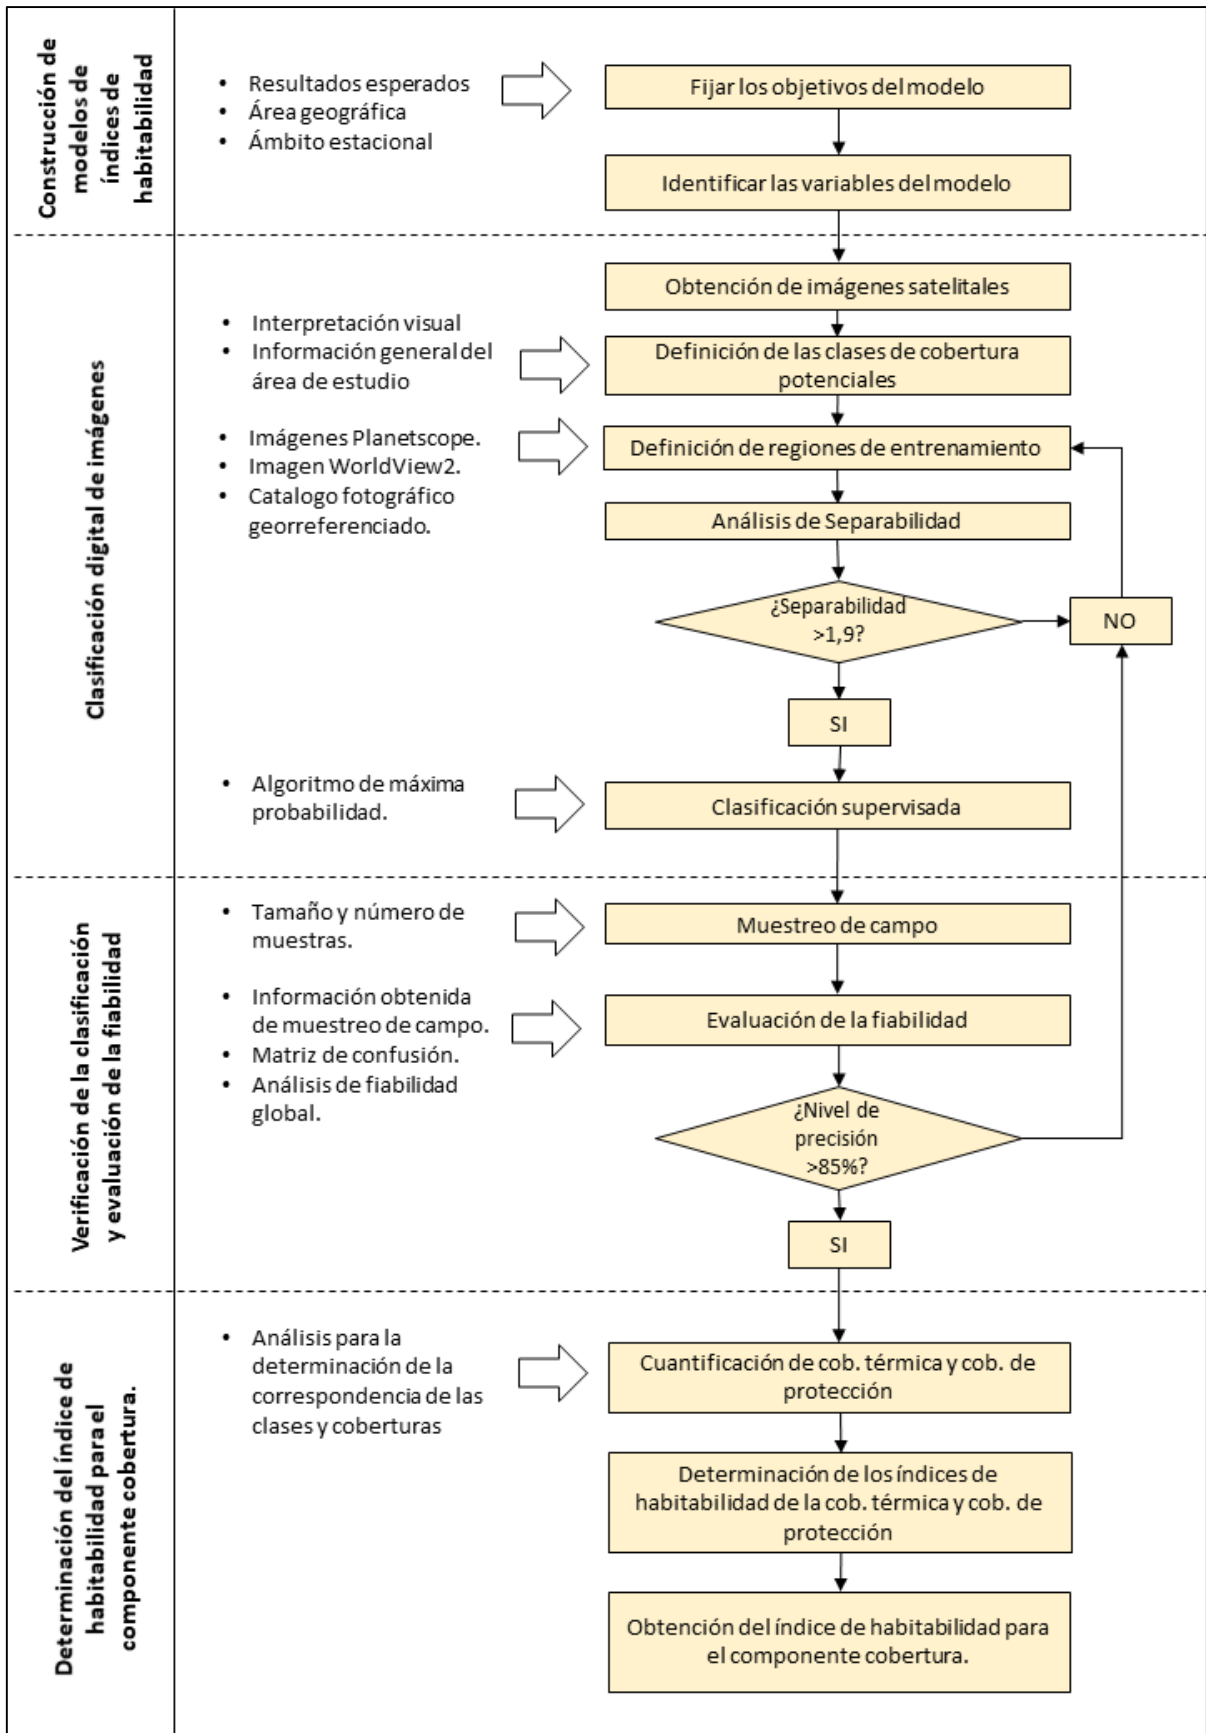 Construcción de
modelos de
índices de
habitabilidad
• Resultados esperados
• Área geográfica
• Ámbito estacional
Fijar los objetivos del modelo
Identificar las variables del modelo
Clasificación digital de imágenes
Obtención de imágenes satelitales
• Interpretación visual
• Información general del
área de estudio
Definición de las clases de cobertura
potenciales
• Imágenes Planetscope.
• Imagen WorldView2.
• Catalogo fotográfico
georreferenciado.
Definición de regiones de entrenamiento
Análisis de Separabilidad
¿Separabilidad
>1,9?
NO
SI
• Algoritmo de máxima
probabilidad.
Clasificación supervisada
Verificación de la clasificación
y evaluación de la fiabilidad
• Tamaño y número de
muestras.
Muestreo de campo
• Información obtenida
de muestreo de campo.
• Matriz de confusión.
• Análisis de fiabilidad
global.
Evaluación de la fiabilidad
¿Nivel de
precisión
>85%?
SI
Determinación del índice de
habitabilidad para el
componente cobertura.
• Análisis para la
determinación de la
correspondencia de las
clases y coberturas
Cuantificación de cob. térmica y cob. de
protección
Determinación de los índices de
habitabilidad de la cob. térmica y cob. de
protección
Obtención del índice de habitabilidad para
el componente cobertura.